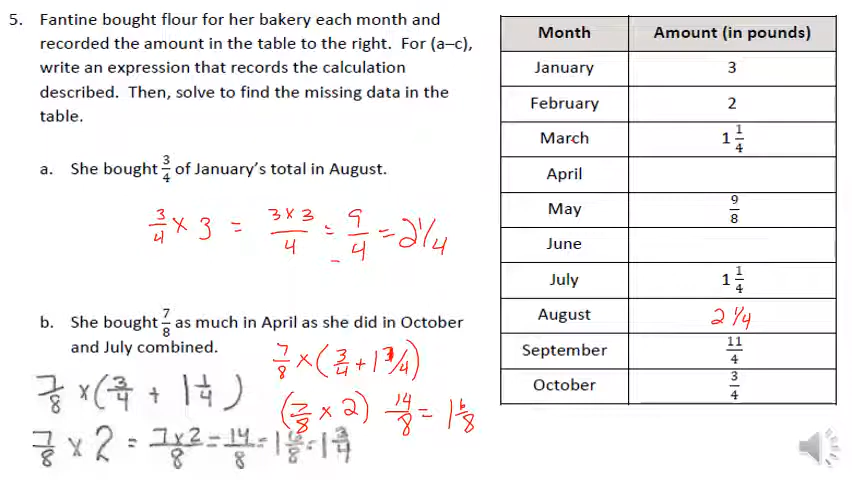 5. Fantine bought flour for her bakery each month and
recorded the amount in the table to the right. For (a–c),
write an expression that records the calculation
described. Then, solve to find the missing data in the
table.
a. She bought 3/4 of January's total in August.
3/4 × 3 = 3×3/4 = 9/4 = 2 1/4
b. She bought 7/8 as much in April as she did in October
and July combined.
7/8 × (3/4 + 1 1/4)
(7/8 × 2) 14/8 = 1 6/8
7/8 × (3/4 + 1 1/4)
7/8 × 2 = 7×2/8 = 14/8 = 1 6/8 = 1 3/4
Month Amount (in pounds)
January 3
February 2
March 1 1/4
April
May 9/8
June
July 1 1/4
August 2 1/4
September 11/4
October 3/4